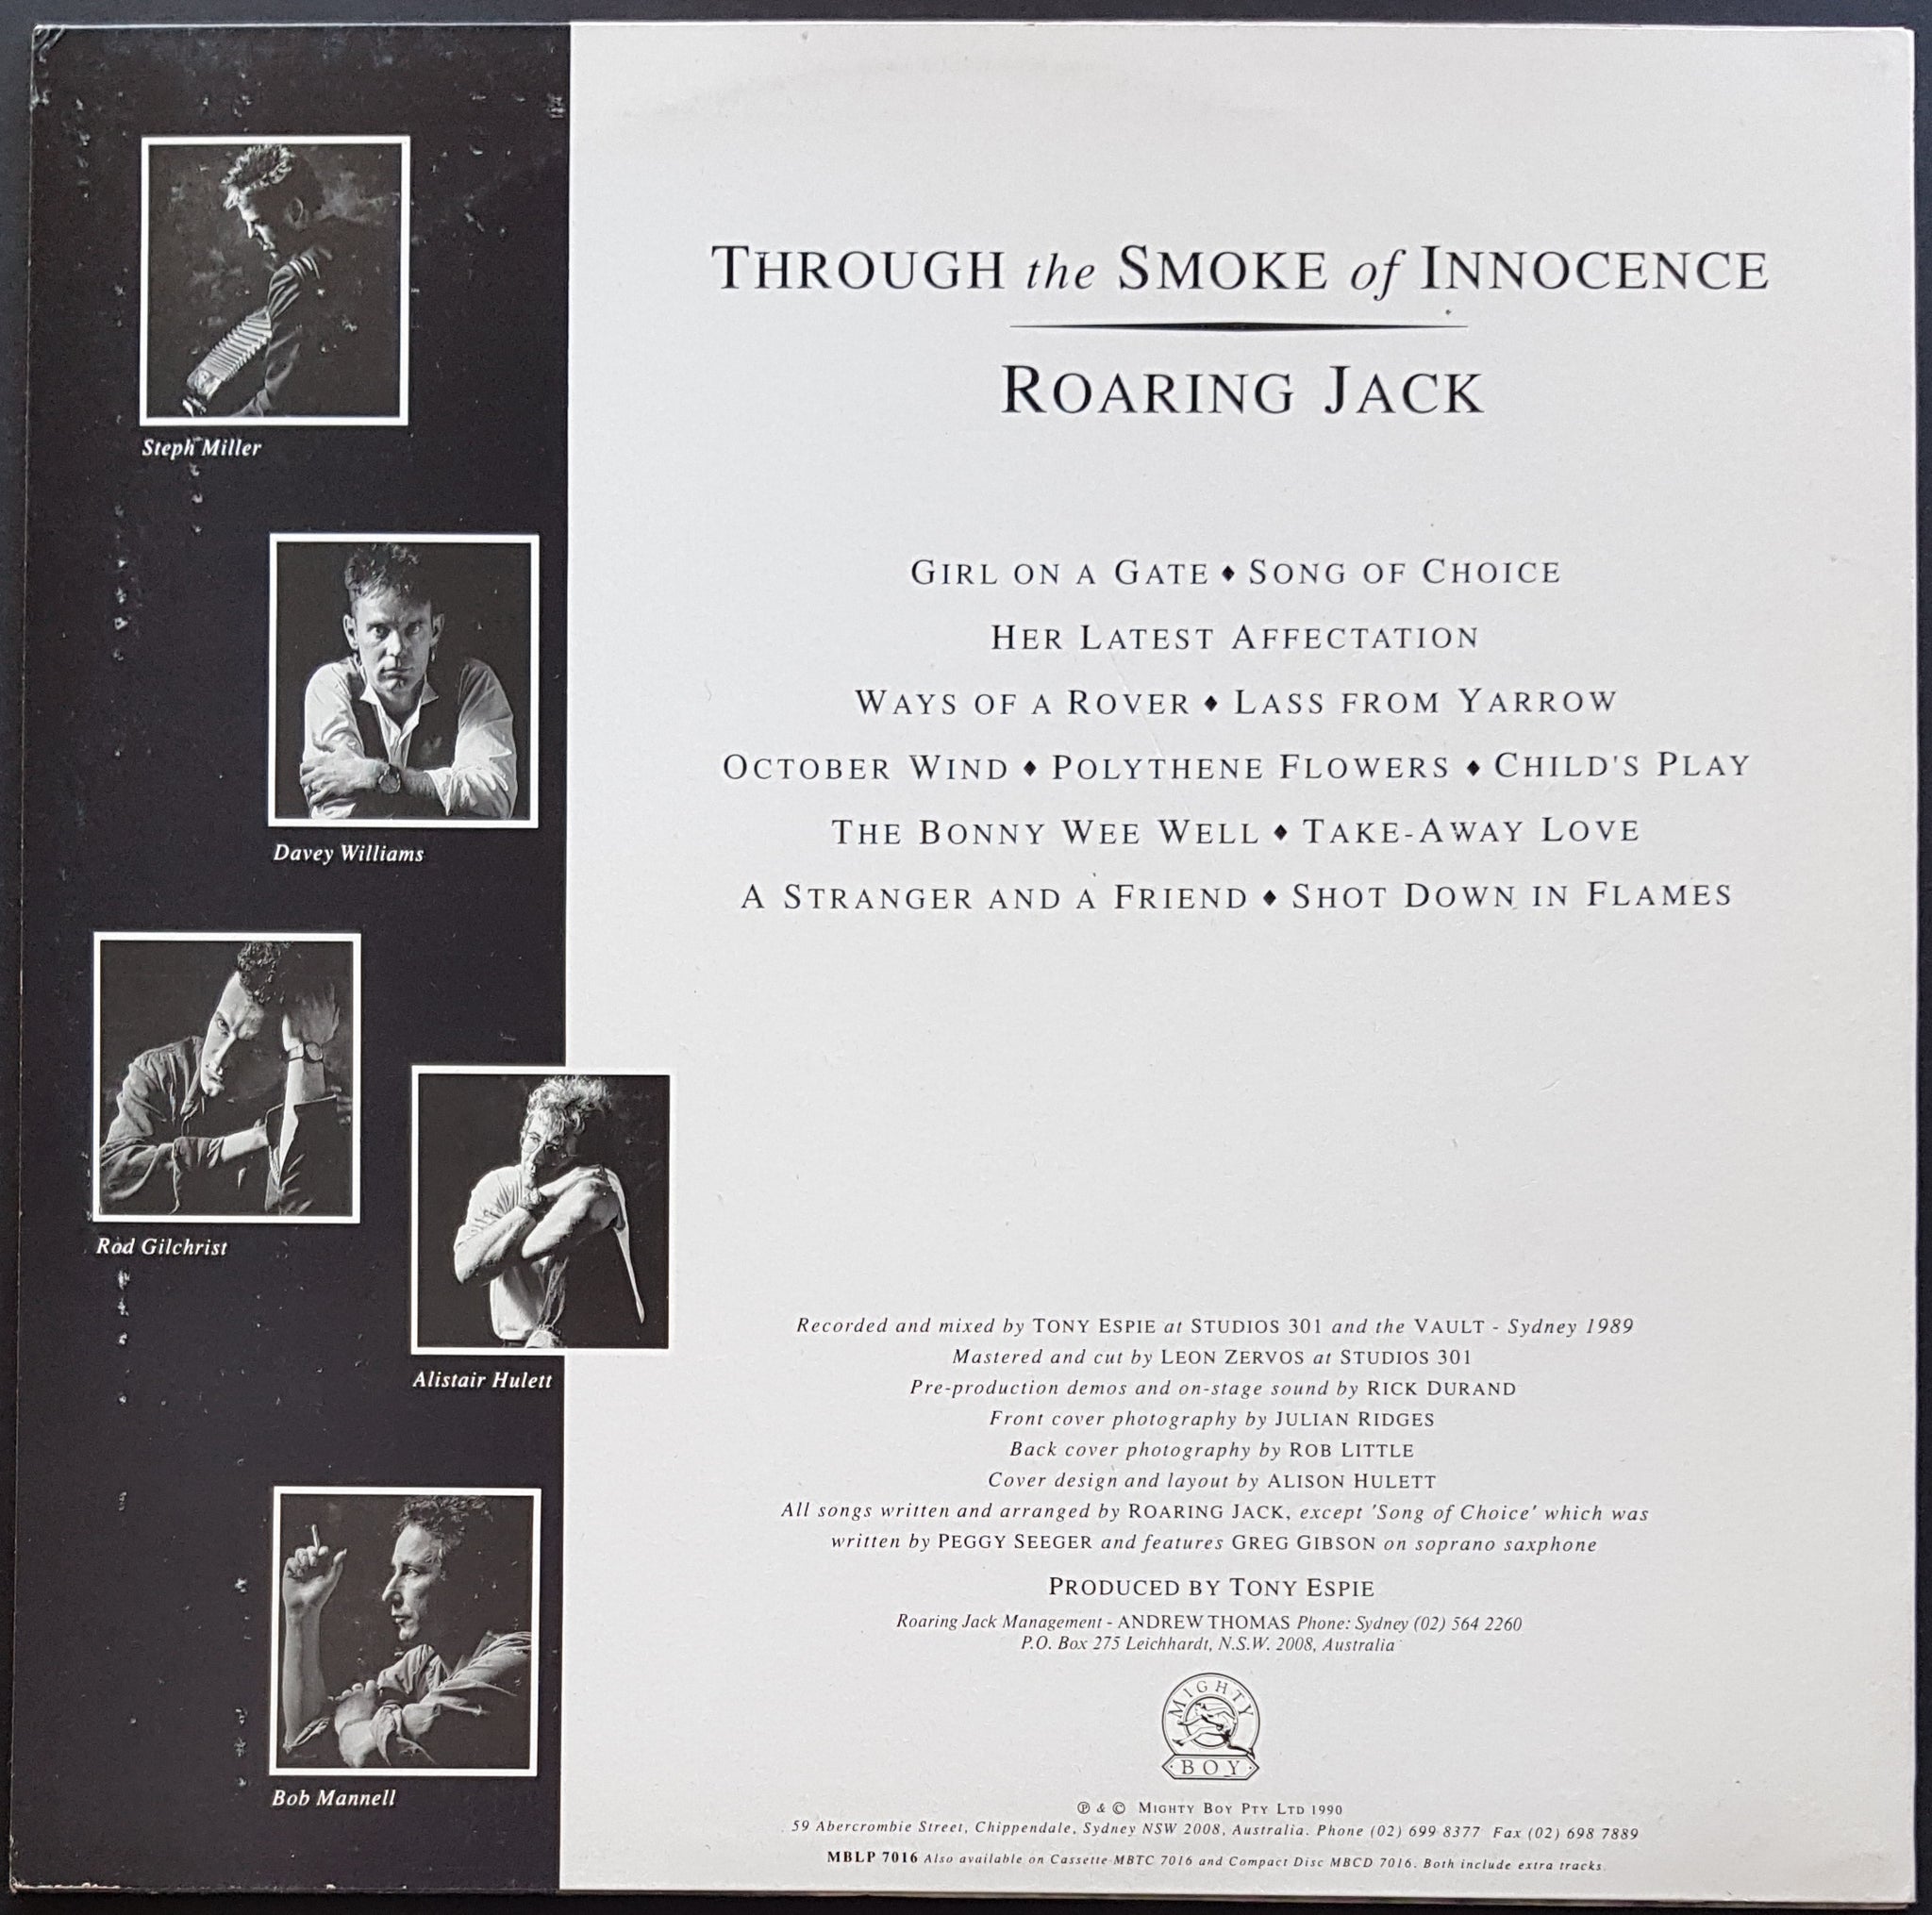 Steph Miller
Davey Williams
Rod Gilchrist
Alistair Hulett
Bob Mannell
THROUGH the SMOKE of INNOCENCE
ROARING JACK
GIRL ON A GATE ♦ SONG OF CHOICE
HER LATEST AFFECTATION
WAYS OF A ROVER ♦ LASS FROM YARROW
OCTOBER WIND ♦ POLYTHENE FLOWERS ♦ CHILD'S PLAY
THE BONNY WEE WELL ♦ TAKE-AWAY LOVE
A STRANGER AND A FRIEND ♦ SHOT DOWN IN FLAMES
Recorded and mixed by TONY ESPIE at STUDIOS 301 and the VAULT - Sydney 1989
Mastered and cut by LEON ZERVOS at STUDIOS 301
Pre-production demos and on-stage sound by RICK DURAND
Front cover photography by JULIAN RIDGES
Back cover photography by ROB LITTLE
Cover design and layout by ALISON HULETT
All songs written and arranged by ROARING JACK, except 'Song of Choice' which was
written by PEGGY SEEGER and features GREG GIBSON on soprano saxphone
PRODUCED BY TONY ESPIE
Roaring Jack Management - ANDREW THOMAS Phone: Sydney (02) 564 2260
P.O. Box 275 Leichhardt, N.S.W. 2008, Australia
MIGHTY
BOY
℗ & © MIGHTY BOY PTY LTD 1990
59 Abercrombie Street, Chippendale, Sydney NSW 2008, Australia. Phone (02) 699 8377 Fax (02) 698 7889
MBLP 7016 Also available on Cassette MBTC 7016 and Compact Disc MBCD 7016. Both include extra tracks.